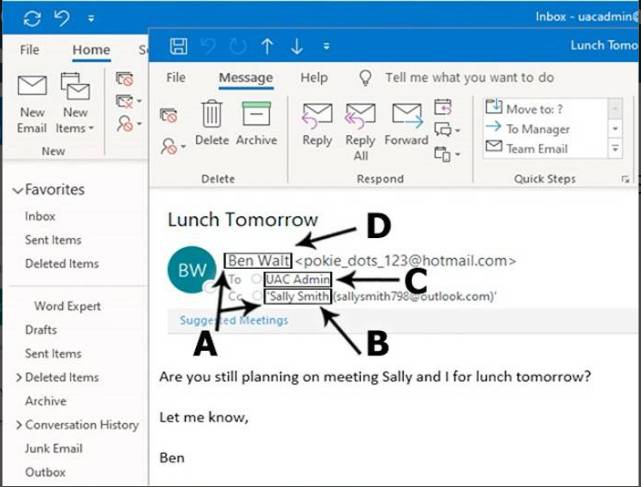 Inbox - uacadmin@
Lunch Tomo
File Home S
File Message Help Tell me what you want to do
New Email
New Items
New
Delete
Archive
Delete
Reply
Reply All
Forward
Respond
Move to: ?
To Manager
Team Email
Quick Steps
Favorites
Inbox
Sent Items
Deleted Items
Word Expert
Drafts
Sent Items
Deleted Items
Archive
Conversation History
Junk Email
Outbox
Lunch Tomorrow
D
BW
Ben Walt <pokie_dots_123@hotmail.com>
To UAC Admin
C
Cc 'Sally Smith (sallysmith798@outlook.com)'
Suggested Meetings
A
B
Are you still planning on meeting Sally and I for lunch tomorrow?
Let me know,
Ben